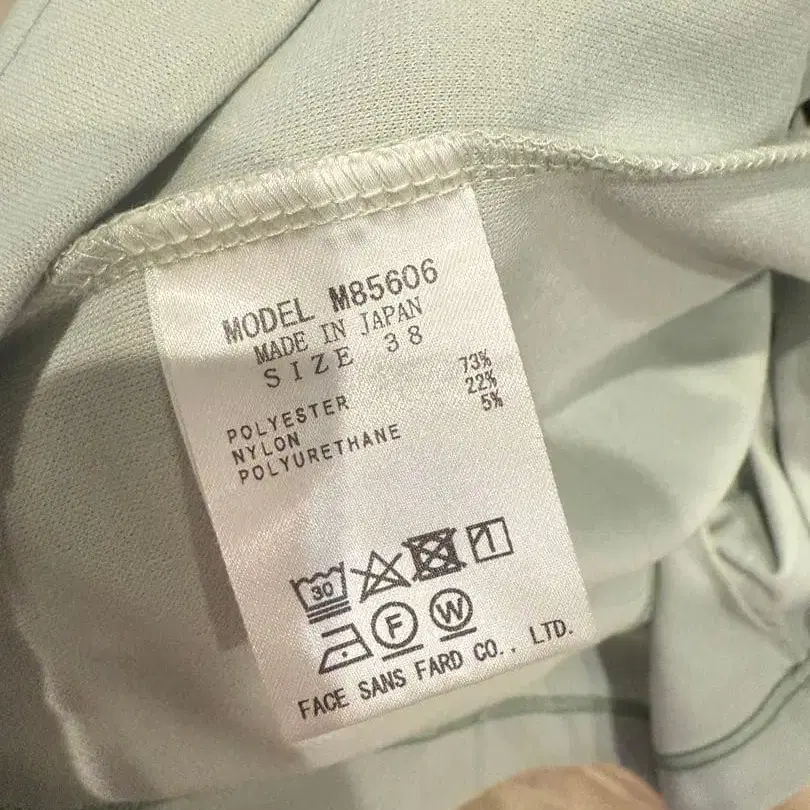 MODEL M85606
MADE IN JAPAN
SIZE 38
POLYESTER 73%
NYLON 22%
POLYURETHANE 5%
30
F W
FACE SANS FARD CO., LTD.